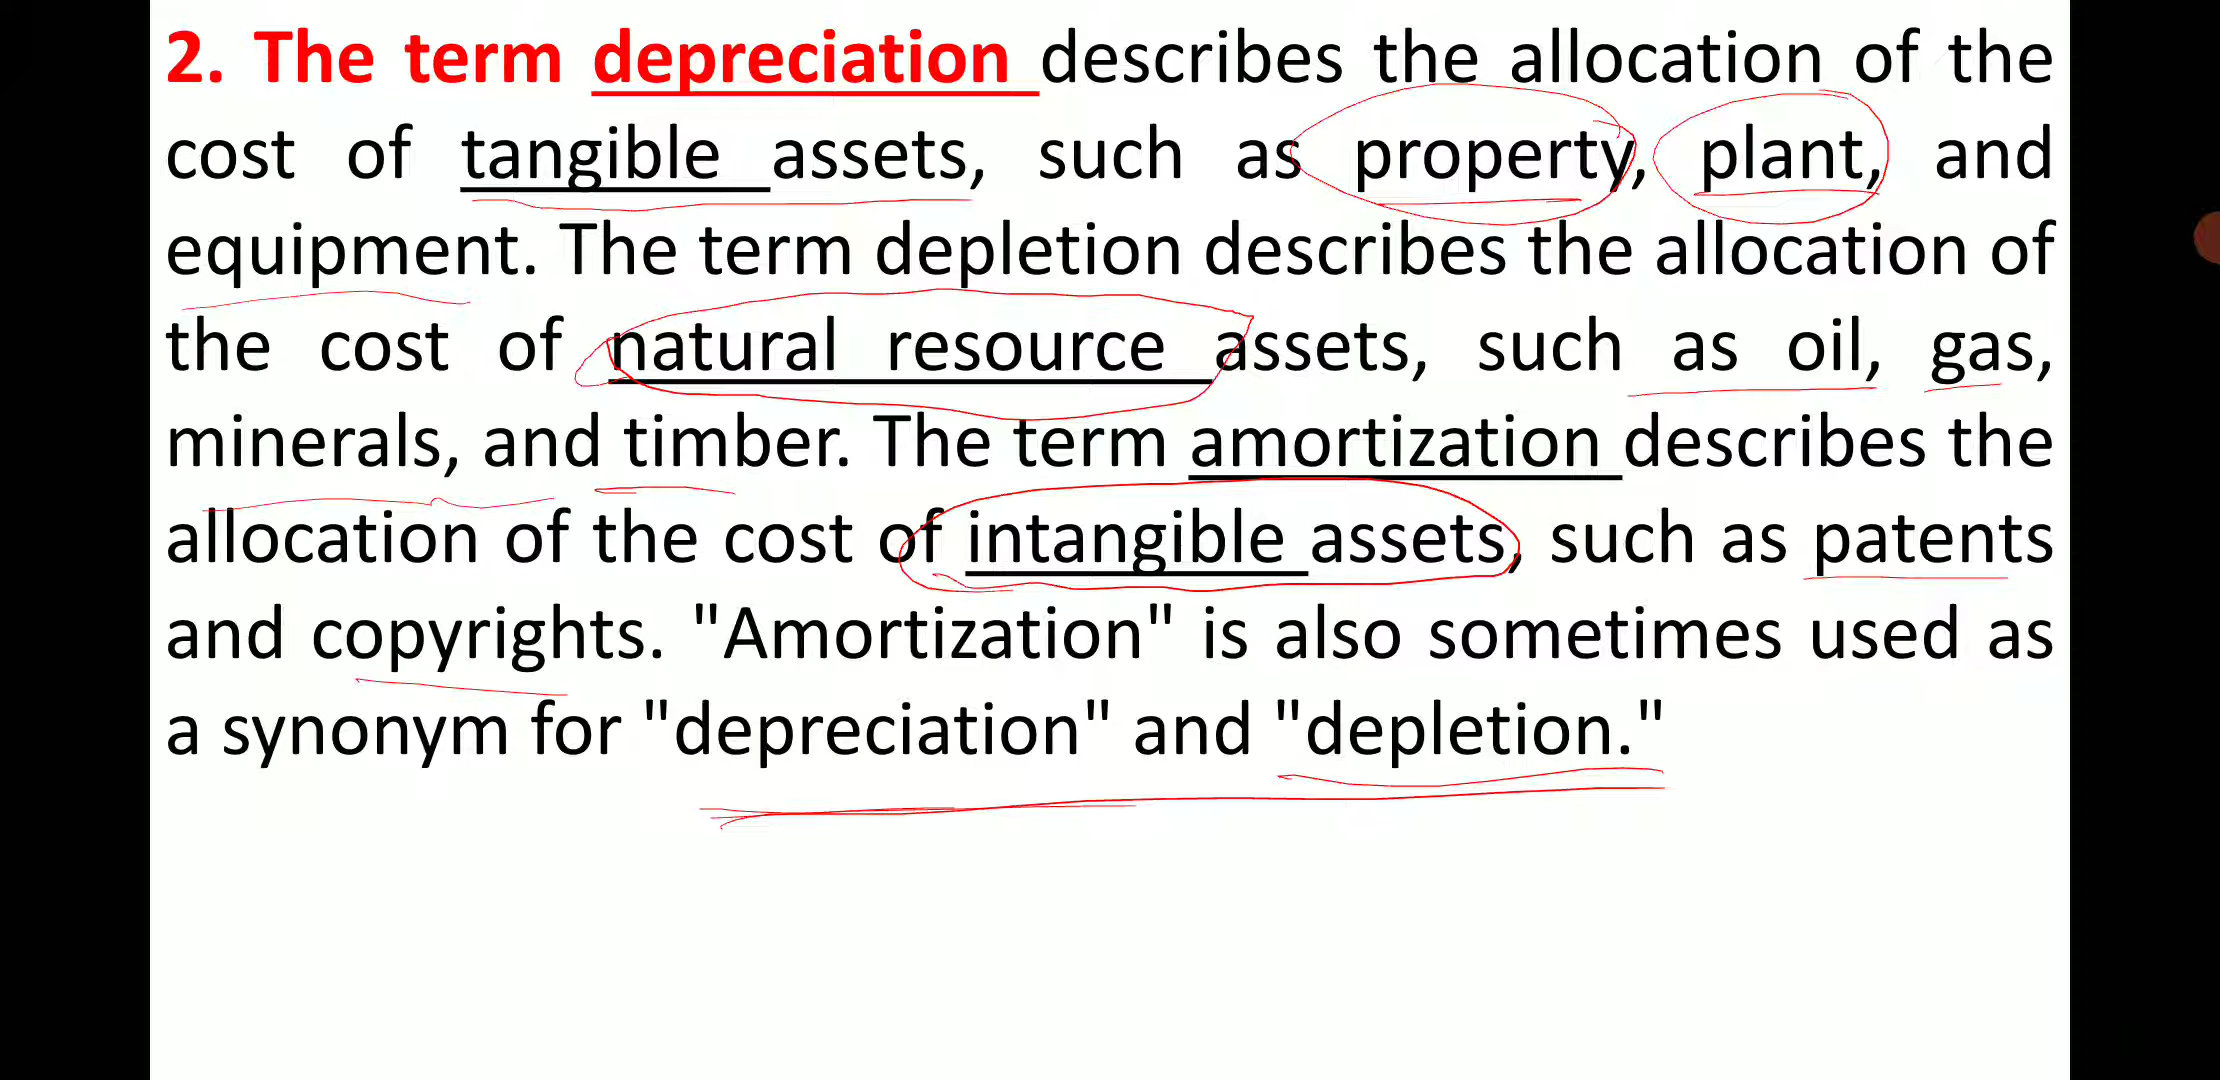 2. The term depreciation describes the allocation of the
cost of tangible assets, such as property, plant, and
equipment. The term depletion describes the allocation of
the cost of natural resource assets, such as oil, gas,
minerals, and timber. The term amortization describes the
allocation of the cost of intangible assets, such as patents
and copyrights. "Amortization" is also sometimes used as
a synonym for "depreciation" and "depletion."